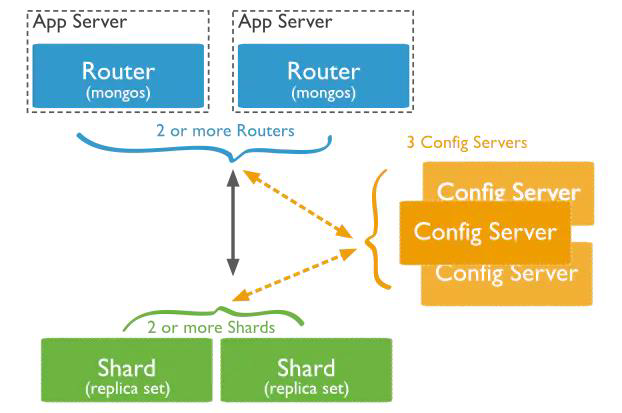 App Server
App Server
Router
(mongos)
Router
(mongos)
2 or more Routers
3 Config Servers
Config Server
Config Server
Config Server
2 or more Shards
Shard
(replica set)
Shard
(replica set)